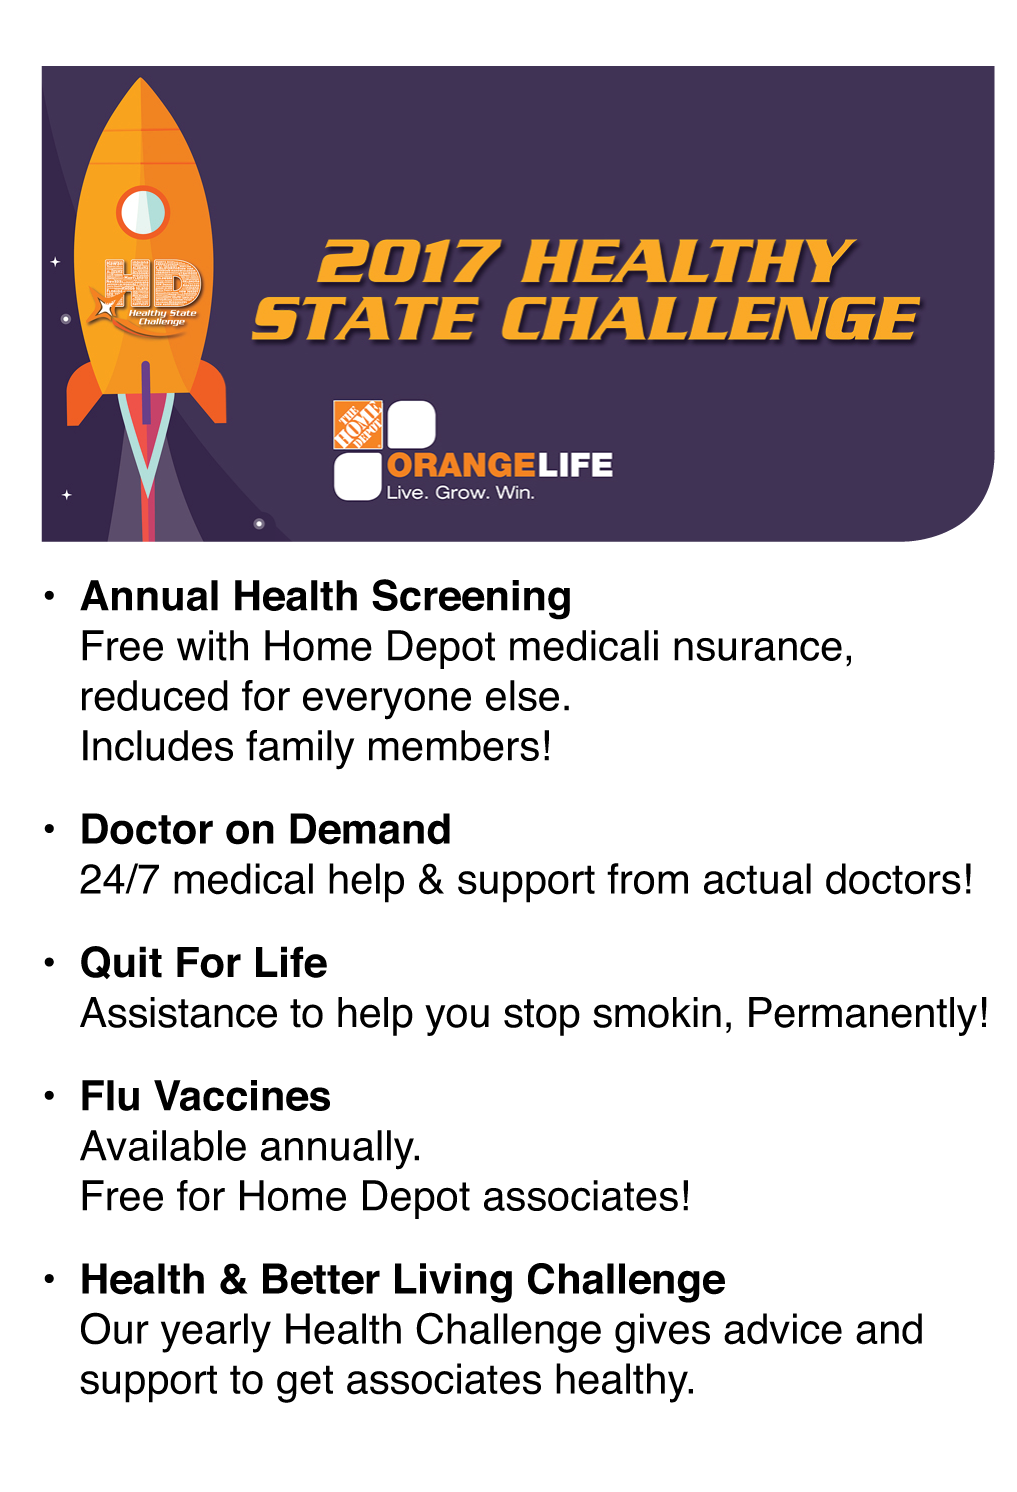 HD
Healthy State
Challenge
2017 HEALTHY
STATE CHALLENGE
THE
HOME
DEPOT
ORANGELIFE
Live. Grow. Win.
• Annual Health Screening
Free with Home Depot medicali nsurance,
reduced for everyone else.
Includes family members!
• Doctor on Demand
24/7 medical help & support from actual doctors!
• Quit For Life
Assistance to help you stop smokin, Permanently!
• Flu Vaccines
Available annually.
Free for Home Depot associates!
• Health & Better Living Challenge
Our yearly Health Challenge gives advice and
support to get associates healthy.